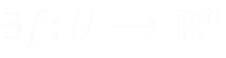 ∃f: U ⟶ ℝⁿ